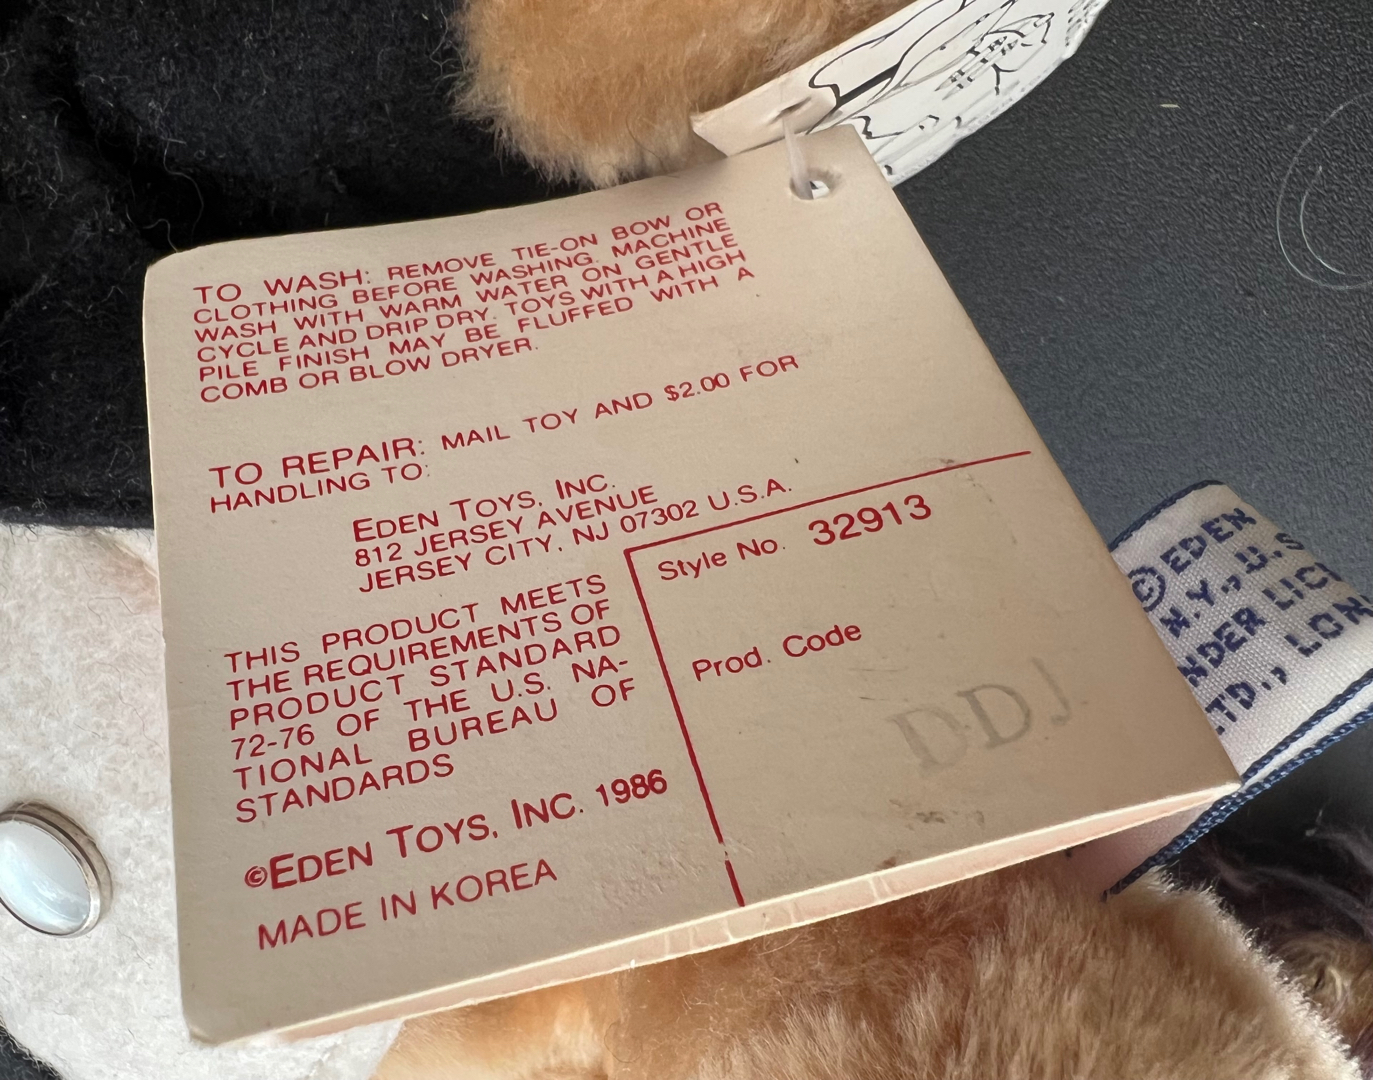 TO WASH: REMOVE TIE-ON BOW OR
CLOTHING BEFORE WASHING. MACHINE
WASH WITH WARM WATER ON GENTLE
CYCLE AND DRIP DRY. TOYS WITH A HIGH
PILE FINISH MAY BE FLUFFED WITH A
COMB OR BLOW DRYER.
TO REPAIR: MAIL TOY AND $2.00 FOR
HANDLING TO:
EDEN TOYS, INC.
812 JERSEY AVENUE
JERSEY CITY, NJ 07302 U.S.A.
THIS PRODUCT MEETS
THE REQUIREMENTS OF
PRODUCT STANDARD
72-76 OF THE U.S. NA-
TIONAL BUREAU OF
STANDARDS
©EDEN TOYS, INC. 1986
MADE IN KOREA
Style No. 32913
Prod. Code
DDJ
© EDEN
N.Y., U.S
NDER LICE
LTD., LON